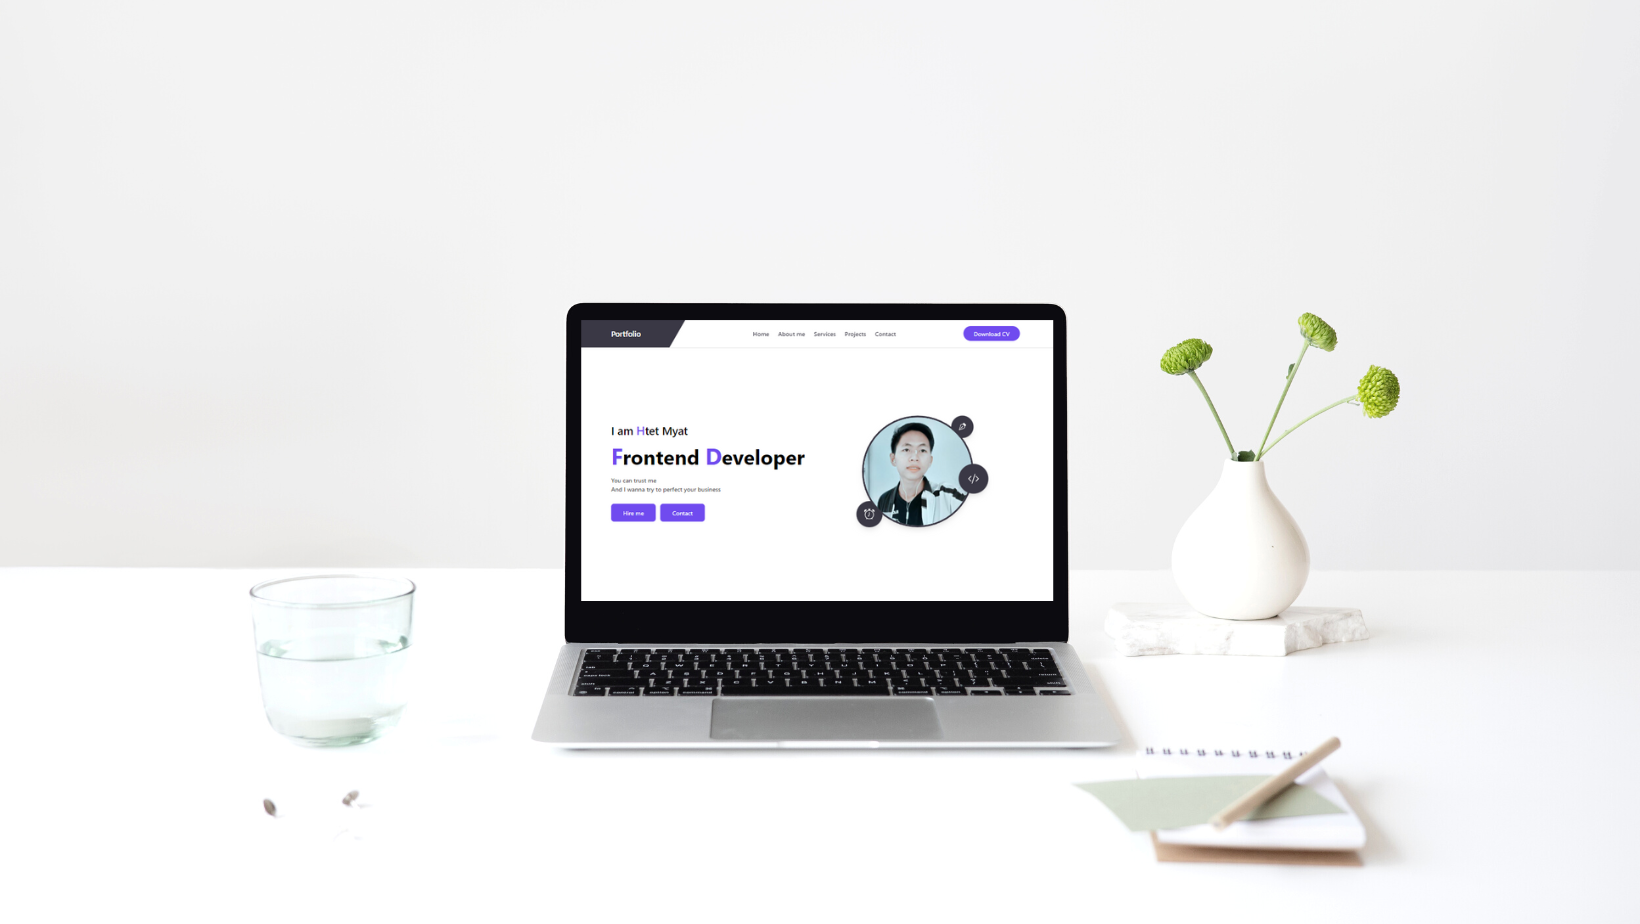 Portfolio
Home About me Services Projects Contact
Download CV
I am Htet Myat
Frontend Developer
You can trust me
And I wanna try to perfect your business
Hire me Contact